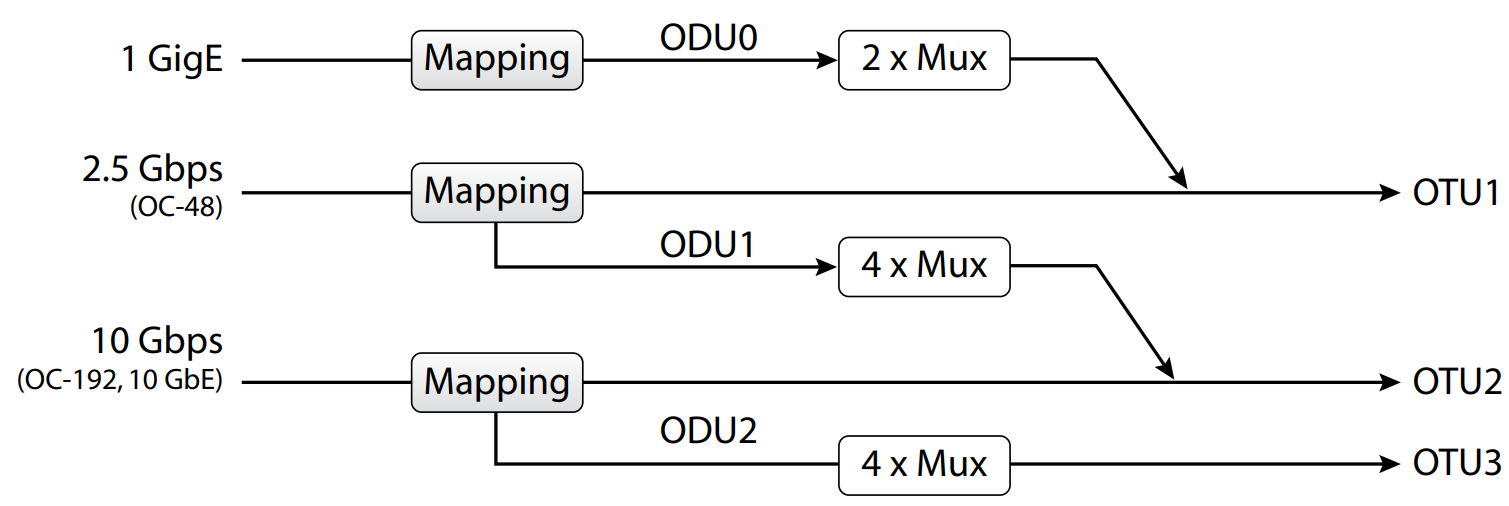 1 GigE
Mapping
ODU0
2 x Mux
2.5 Gbps
(OC-48)
Mapping
OTU1
ODU1
4 x Mux
10 Gbps
(OC-192, 10 GbE)
Mapping
OTU2
ODU2
4 x Mux
OTU3